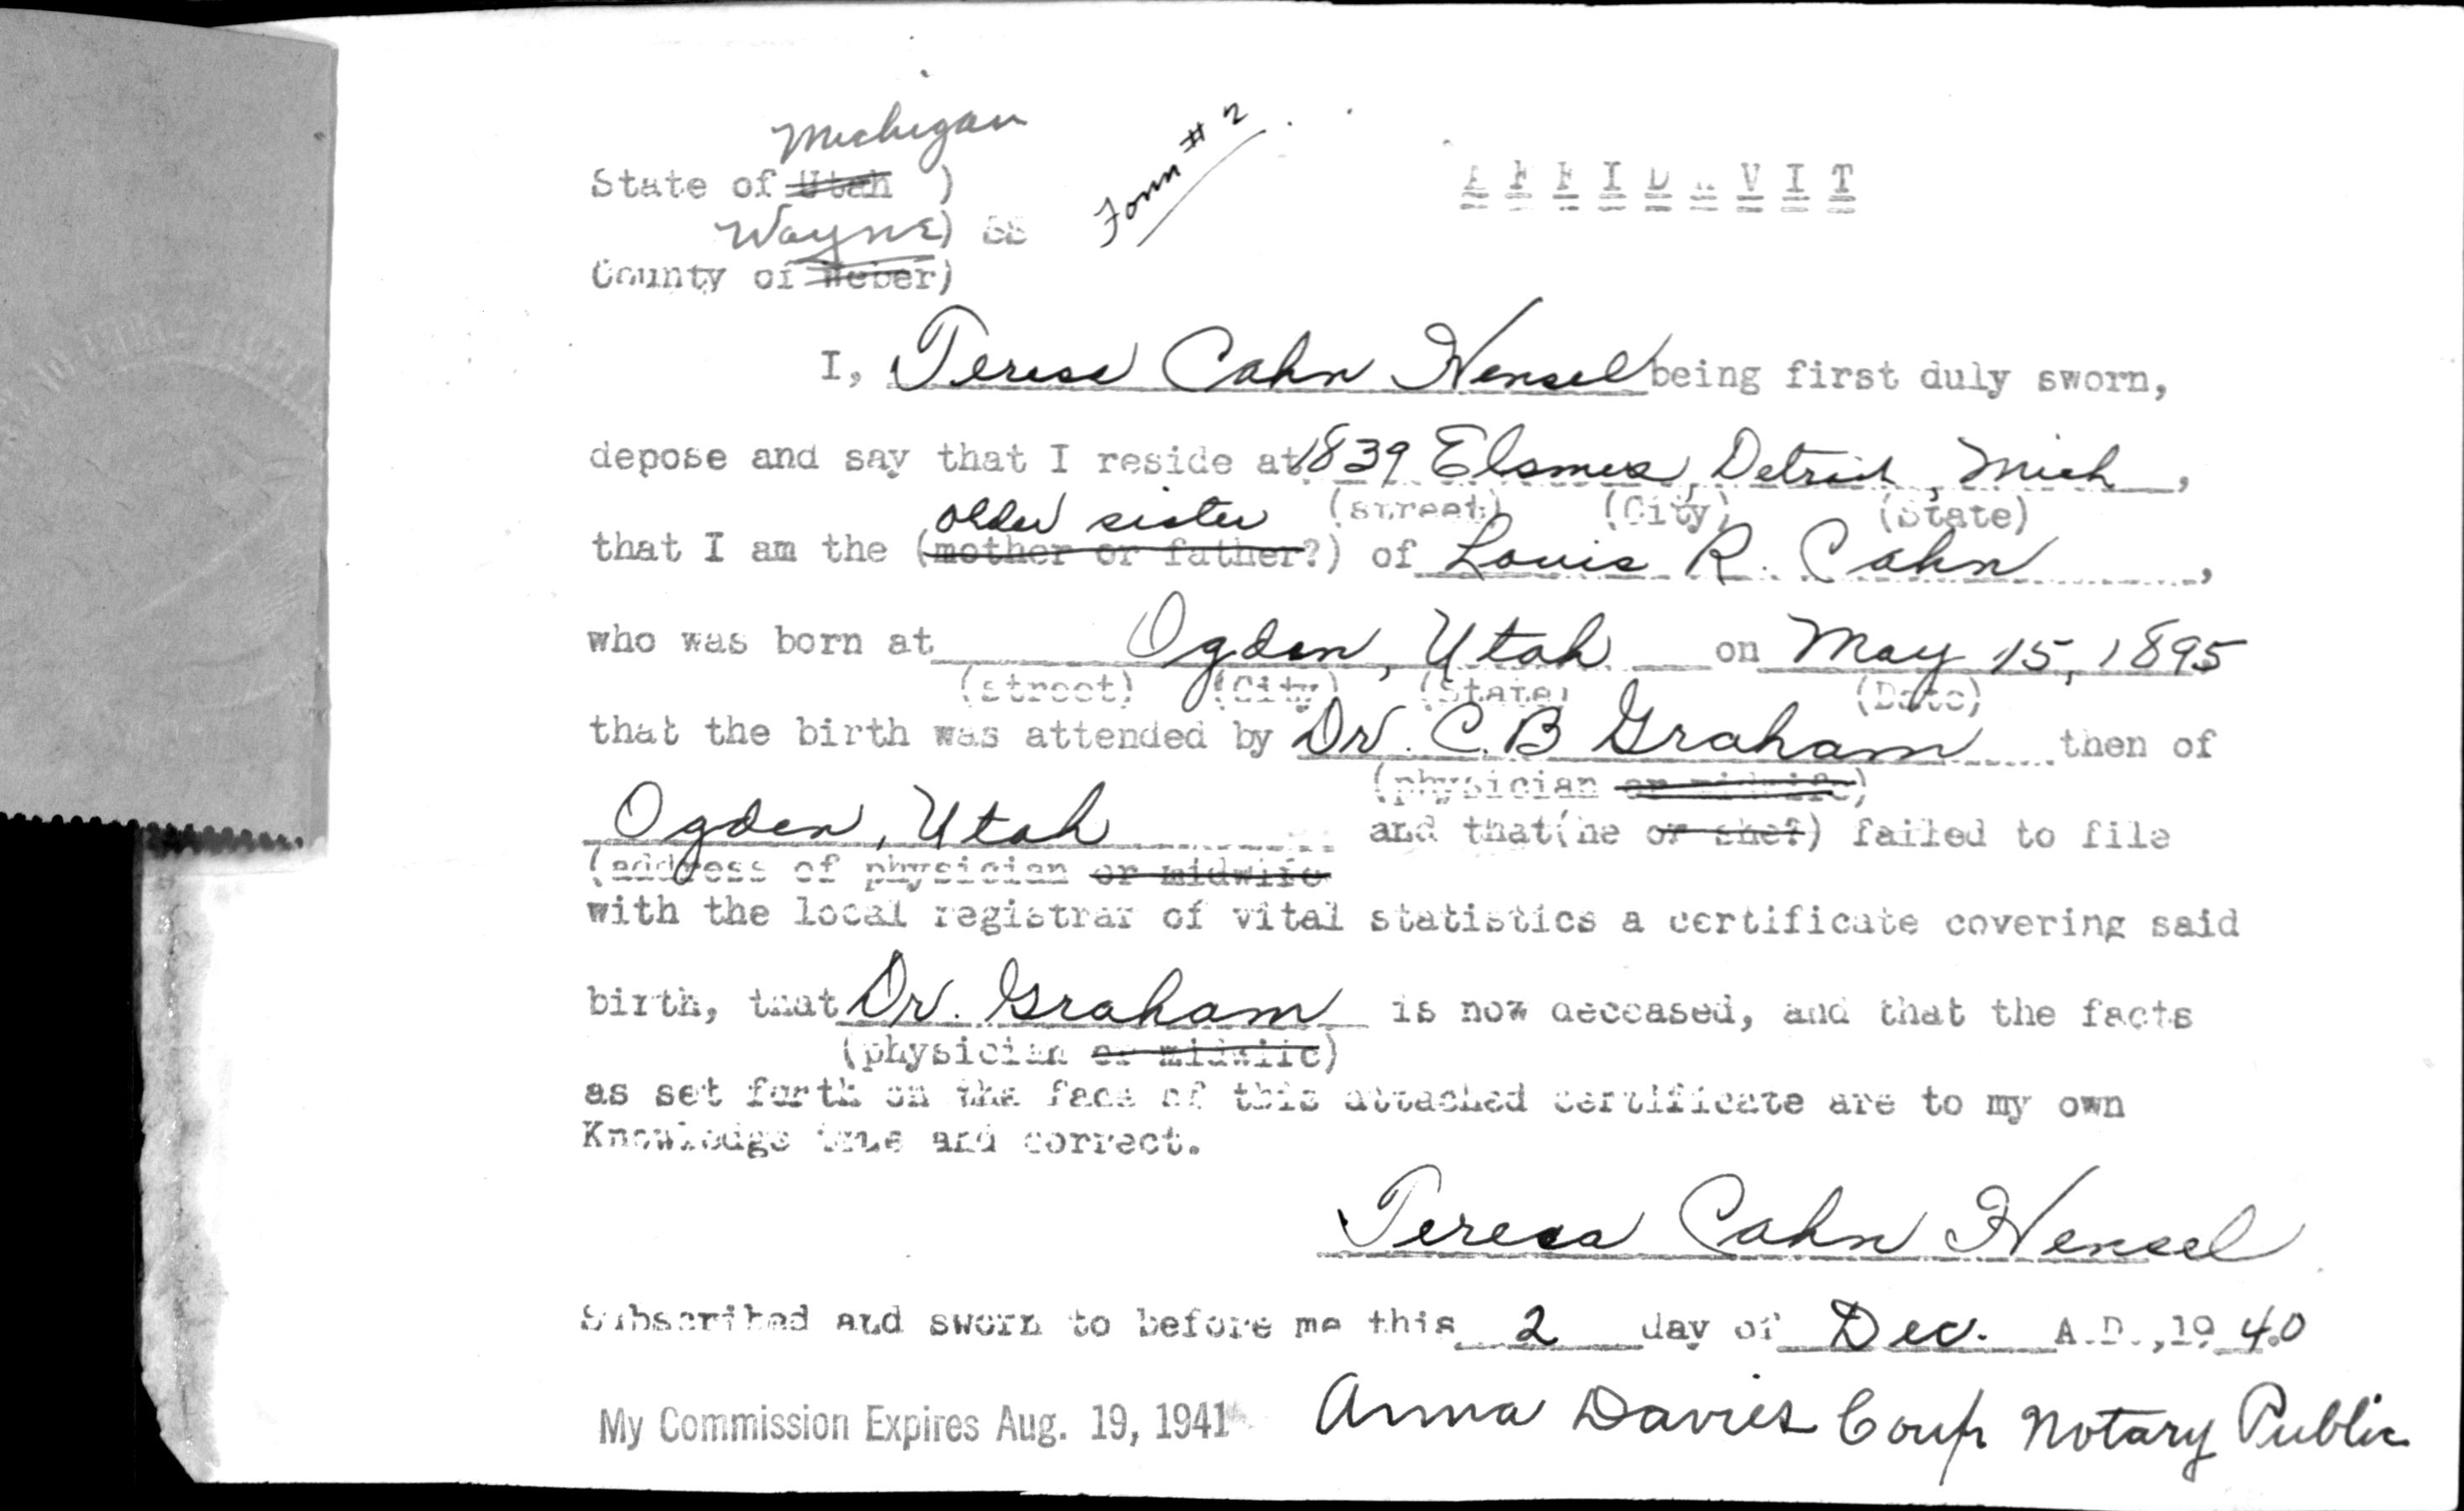 Michigan
State of Utah )
Form # 2
A F F I D A V I T
Wayne) SS
County of Weber)
I, Teresa Cahn Hensel being first duly sworn,
depose and say that I reside at 1839 Elsmere, Detroit, Mich,
older sister (street) (City) (State)
that I am the (mother or father?) of Louis R. Cahn,
who was born at Ogden, Utah on May 15, 1895
(street) (City) (State) (Date)
that the birth was attended by Dr. C. B Graham then of
(physician or midwife)
Ogden, Utah and that(he or she?) failed to file
(address of physician or midwife
with the local registrar of vital statistics a certificate covering said
birth, that Dr. Graham is now deceased, and that the facts
(physician or midwife)
as set forth on the face of this attached certificate are to my own
Knowledge true and correct.
Teresa Cahn Hensel
Subscribed and sworn to before me this 2 day of Dec. A.D.,19 40
My Commission Expires Aug. 19, 1941 Anna Davies Coup Notary Public